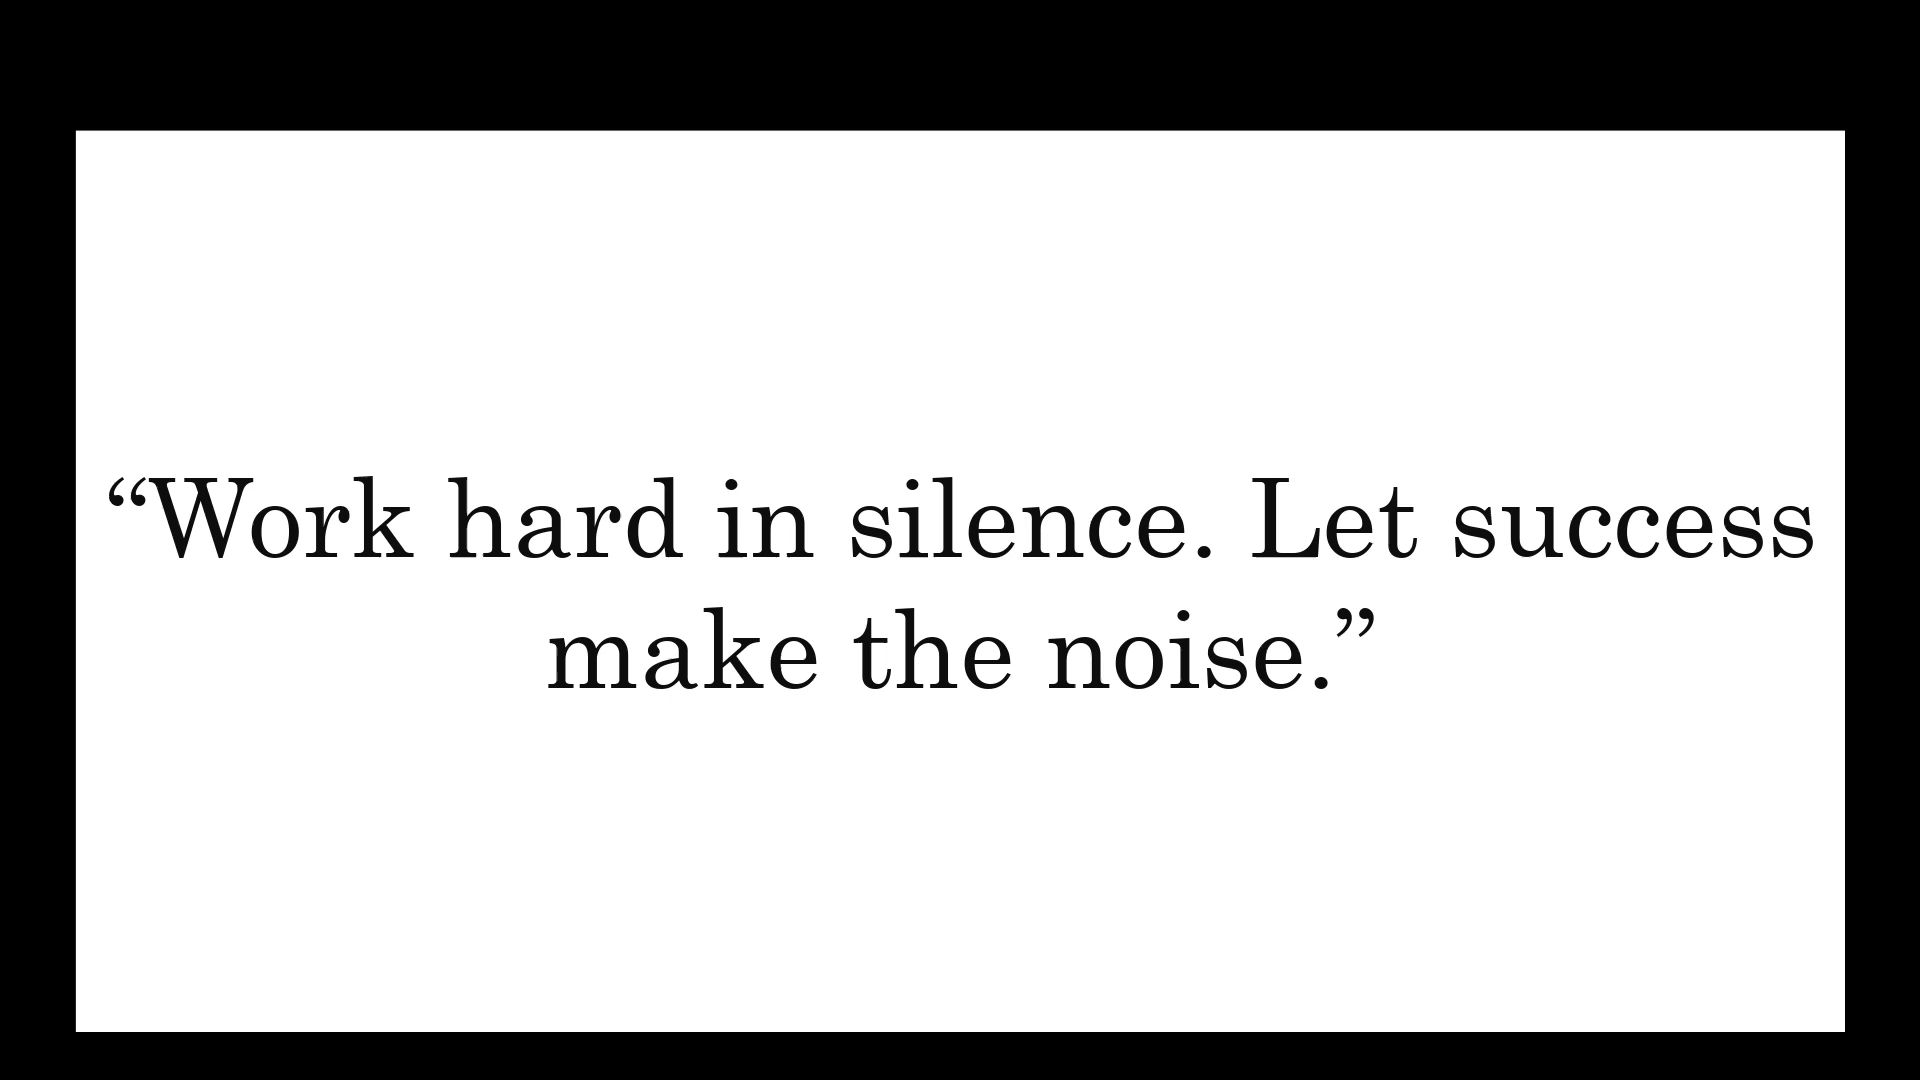 “Work hard in silence. Let success
make the noise.”